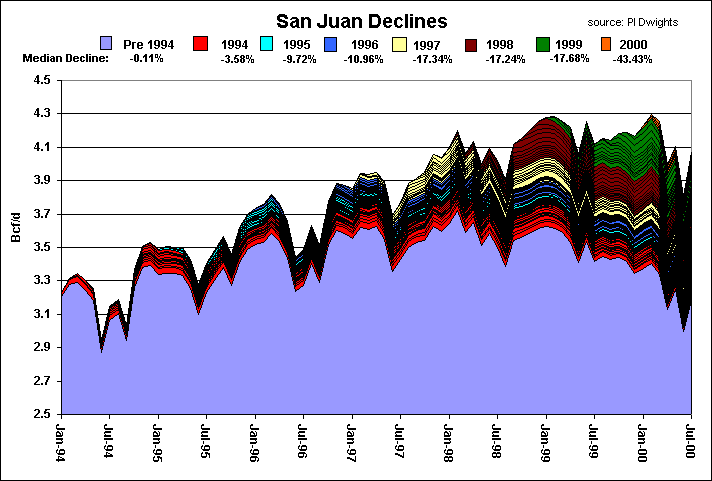 San Juan Declines
source: PI Dwights
Pre 1994 1994 1995 1996 1997 1998 1999 2000
Median Decline: -0.11% -3.58% -9.72% -10.96% -17.34% -17.24% -17.68% -43.43%
4.5
4.3
4.1
3.9
3.7
3.5
3.3
3.1
2.9
2.7
2.5
Bcf/d
Jan-94 Jul-94 Jan-95 Jul-95 Jan-96 Jul-96 Jan-97 Jul-97 Jan-98 Jul-98 Jan-99 Jul-99 Jan-00 Jul-00